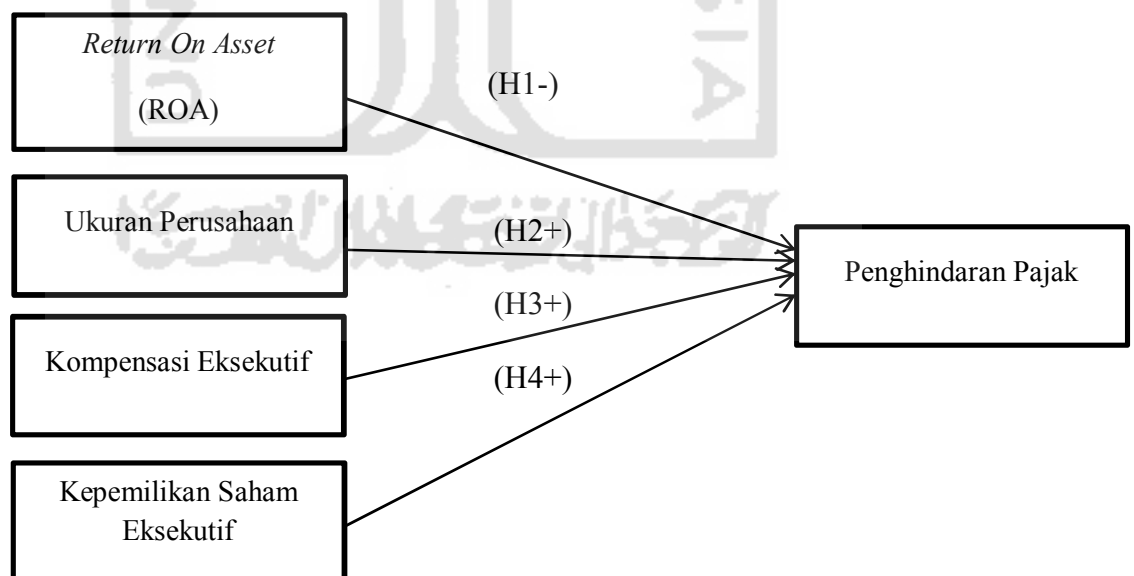 Return On Asset
(ROA)
(H1-)
Ukuran Perusahaan
(H2+)
Penghindaran Pajak
(H3+)
Kompensasi Eksekutif
(H4+)
Kepemilikan Saham
Eksekutif